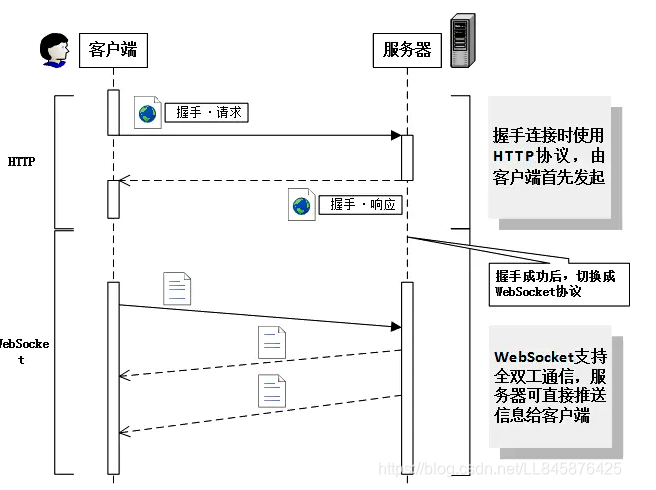 客户端
服务器
握手·请求
握手连接时使用
HTTP协议，由
客户端首先发起
HTTP
握手·响应
握手成功后，切换成
WebSocket协议
WebSocke
t
WebSocket支持
全双工通信，服
务器可直接推送
信息给客户端
https://blog.csdn.net/LL845876425